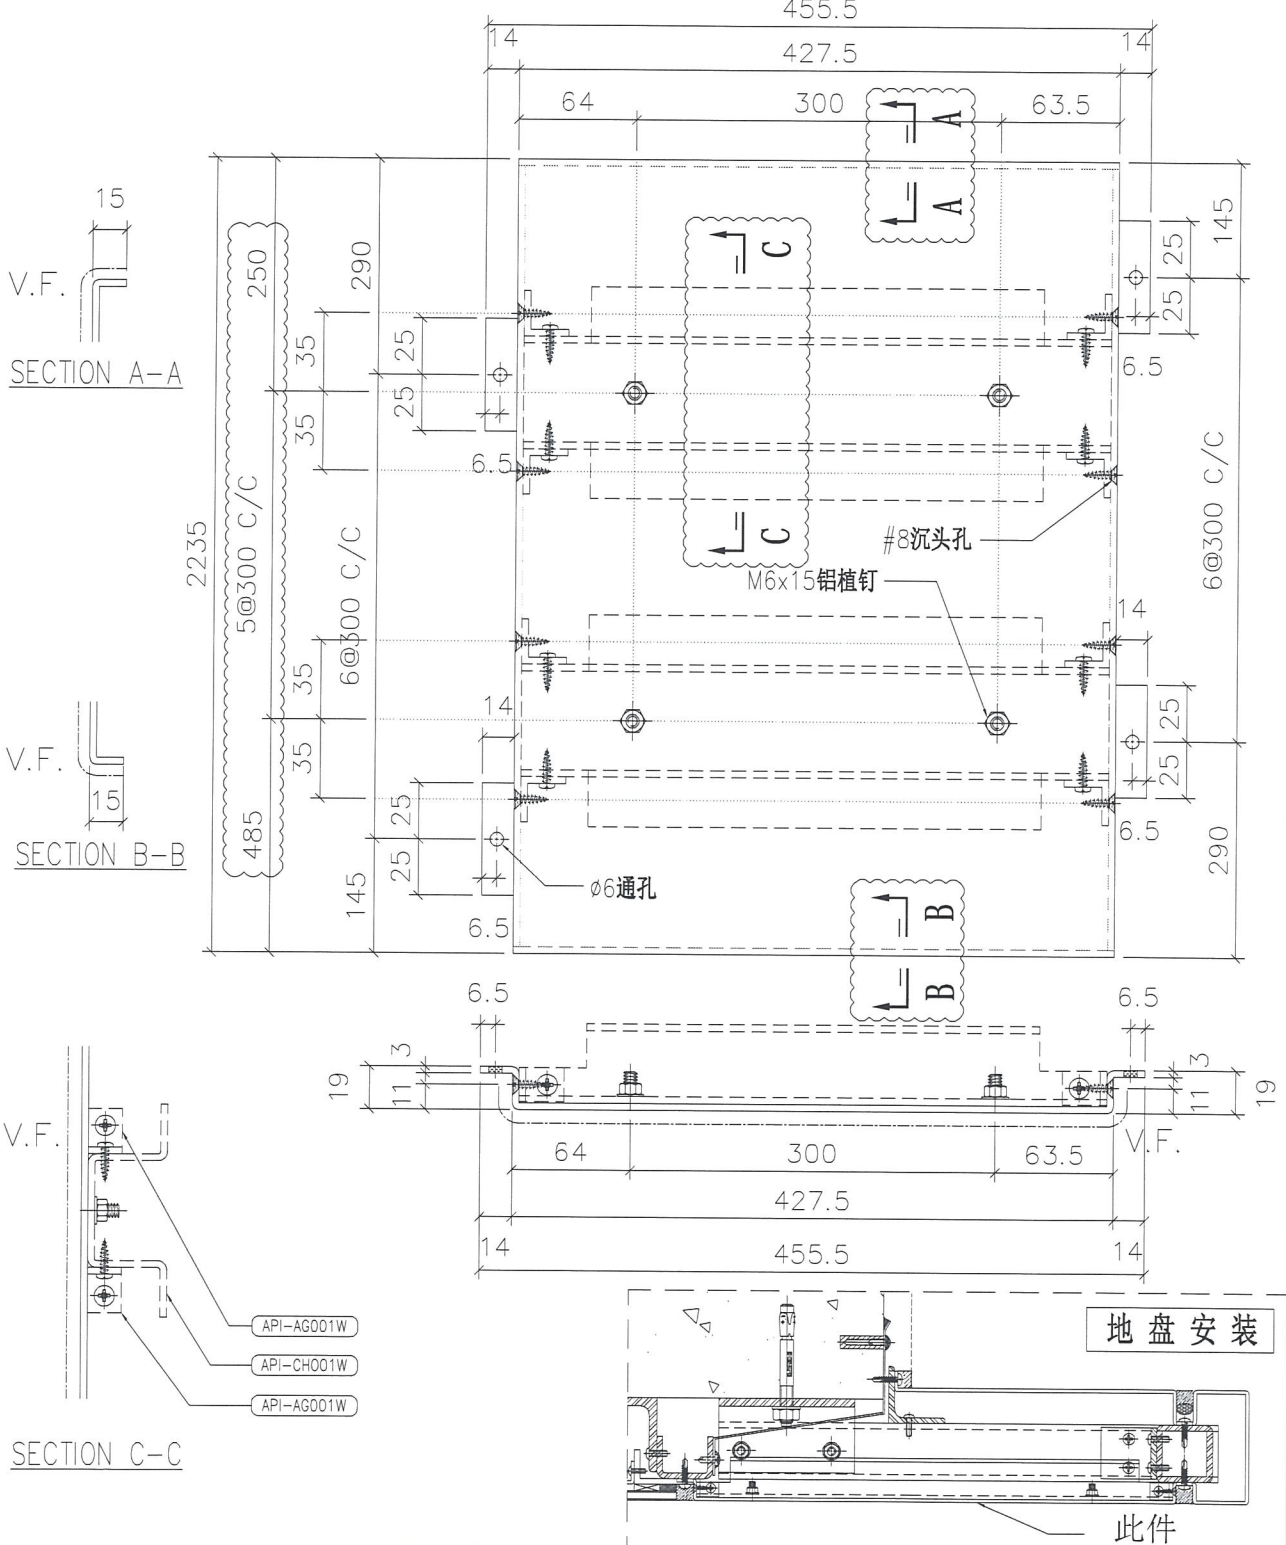 455.5
14
427.5
14
64
300
63.5
A
A
15
V.F.
SECTION A-A
250
5@300 C/C
485
2235
290
6@300 C/C
145
35
35
25
25
6.5
C
C
145
25
25
6.5
6@300 C/C
290
#8沉头孔
M6x15铝植钉
14
35
35
14
25
25
6.5
25
25
6.5
V.F.
15
SECTION B-B
ø6通孔
B
B
6.5
6.5
19
3
11
3
11
19
V.F.
64
300
63.5
427.5
14
455.5
14
V.F.
API-AG001W
API-CH001W
API-AG001W
SECTION C-C
地盘安装
此件